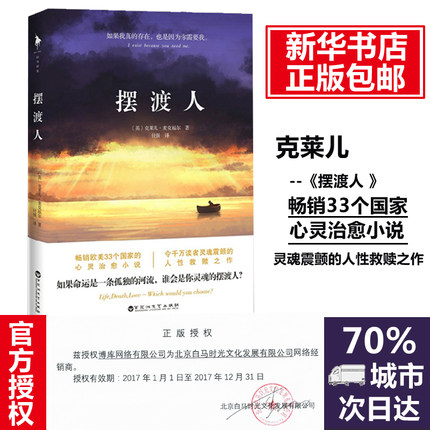 新华书店
正版包邮
如果我真的存在，也是因为你需要我。
I exist because you need me.
摆渡人
［英］克莱儿·麦克福尔 著
付强 译
畅销欧美33个国家的
心灵治愈小说
令千万读者灵魂震颤的
人性救赎之作
如果命运是一条孤独的河流，谁会是你灵魂的摆渡人？
Life, Death, Love—Which would you choose?
百花洲文艺出版社
摆渡人
克莱儿
--《摆渡人 》
畅销33个国家
心灵治愈小说
灵魂震颤的人性救赎之作
官方授权
正 版 授 权
兹授权博库网络有限公司为北京白马时光文化发展有限公司网络经
销商。
授权有效期：2017 年 1 月 1 日至 2017 年 12 月 31 日
北京白马时光文化发展有限公司
70%
城市
次日达